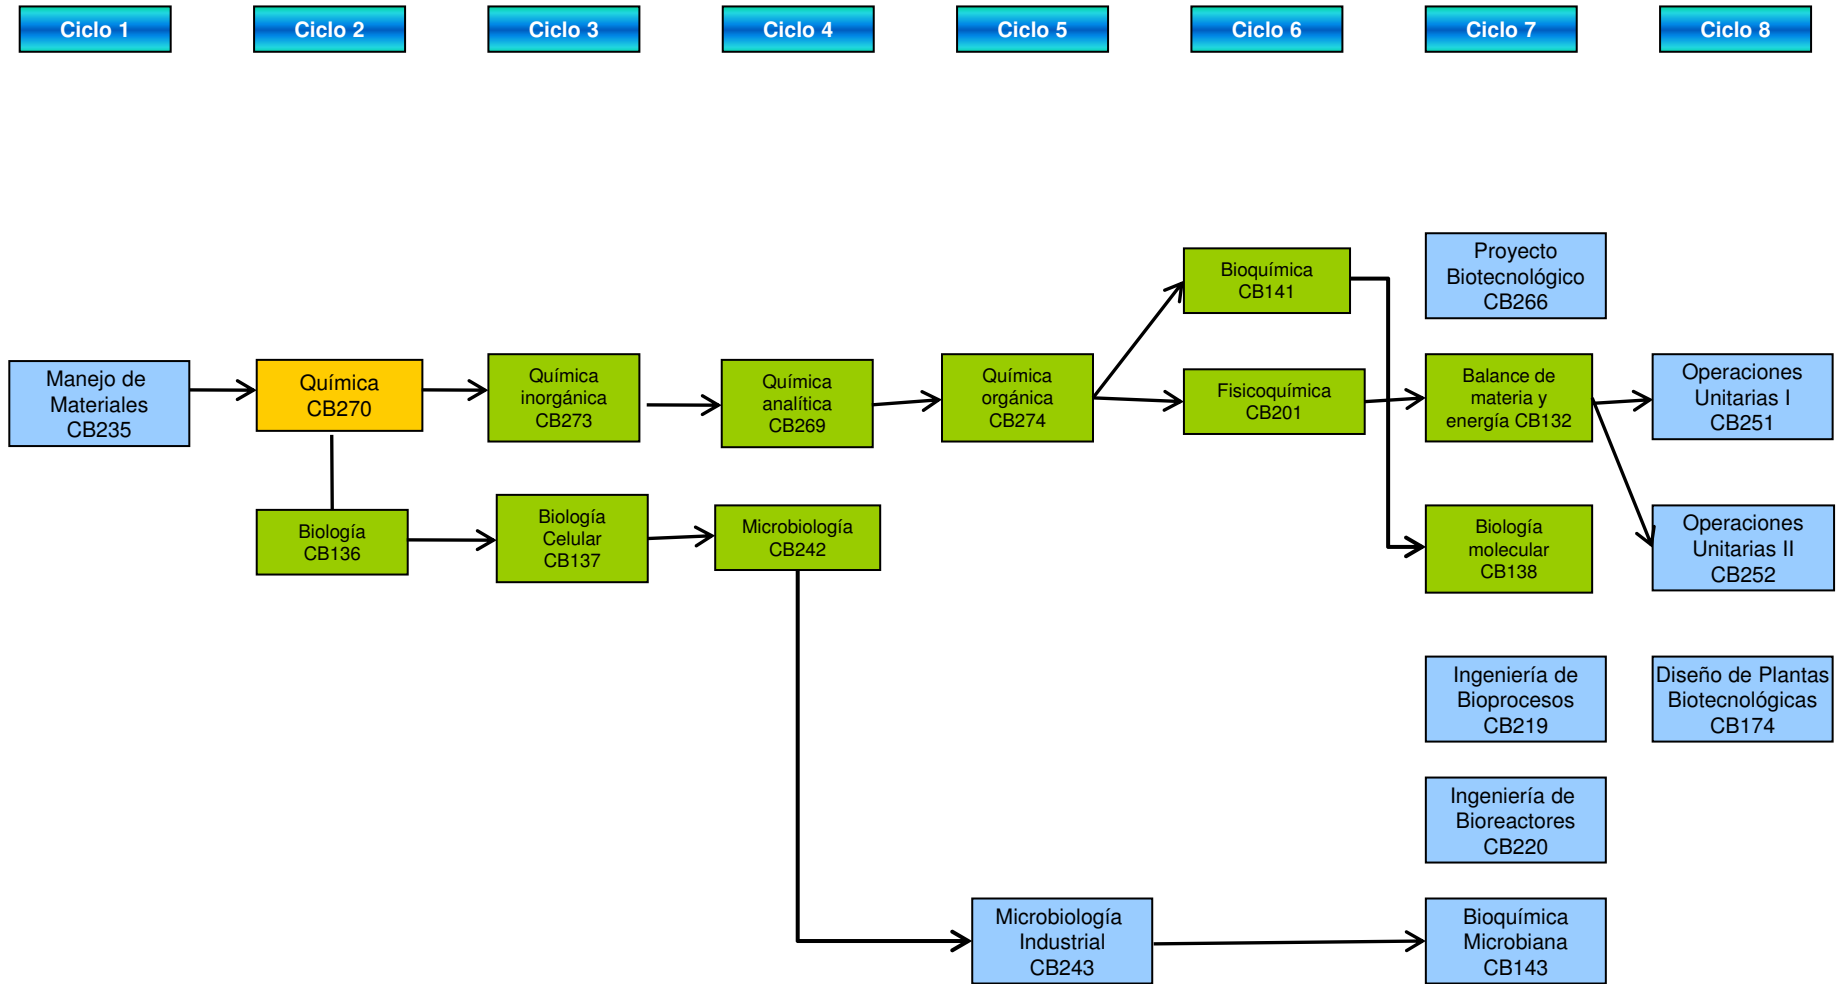 Ciclo 1
Ciclo 2
Ciclo 3
Ciclo 4
Ciclo 5
Ciclo 6
Ciclo 7
Ciclo 8
Proyecto
Biotecnológico
CB266
Bioquímica
CB141
Manejo de
Materiales
CB235
Química
CB270
Química
inorgánica
CB273
Química
analítica
CB269
Química
orgánica
CB274
Fisicoquímica
CB201
Balance de
materia y
energía CB132
Operaciones
Unitarias I
CB251
Biología
CB136
Biología
Celular
CB137
Microbiología
CB242
Biología
molecular
CB138
Operaciones
Unitarias II
CB252
Ingeniería de
Bioprocesos
CB219
Diseño de Plantas
Biotecnológicas
CB174
Ingeniería de
Bioreactores
CB220
Microbiología
Industrial
CB243
Bioquímica
Microbiana
CB143